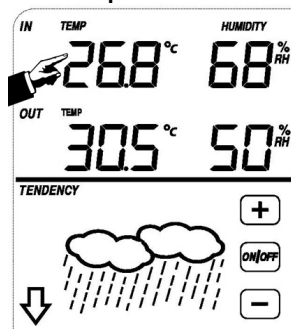 IN TEMP HUMIDITY
26.8 °C 68 % RH
OUT TEMP
30.5 °C 50 % RH
TENDENCY
+
ON/OFF
−